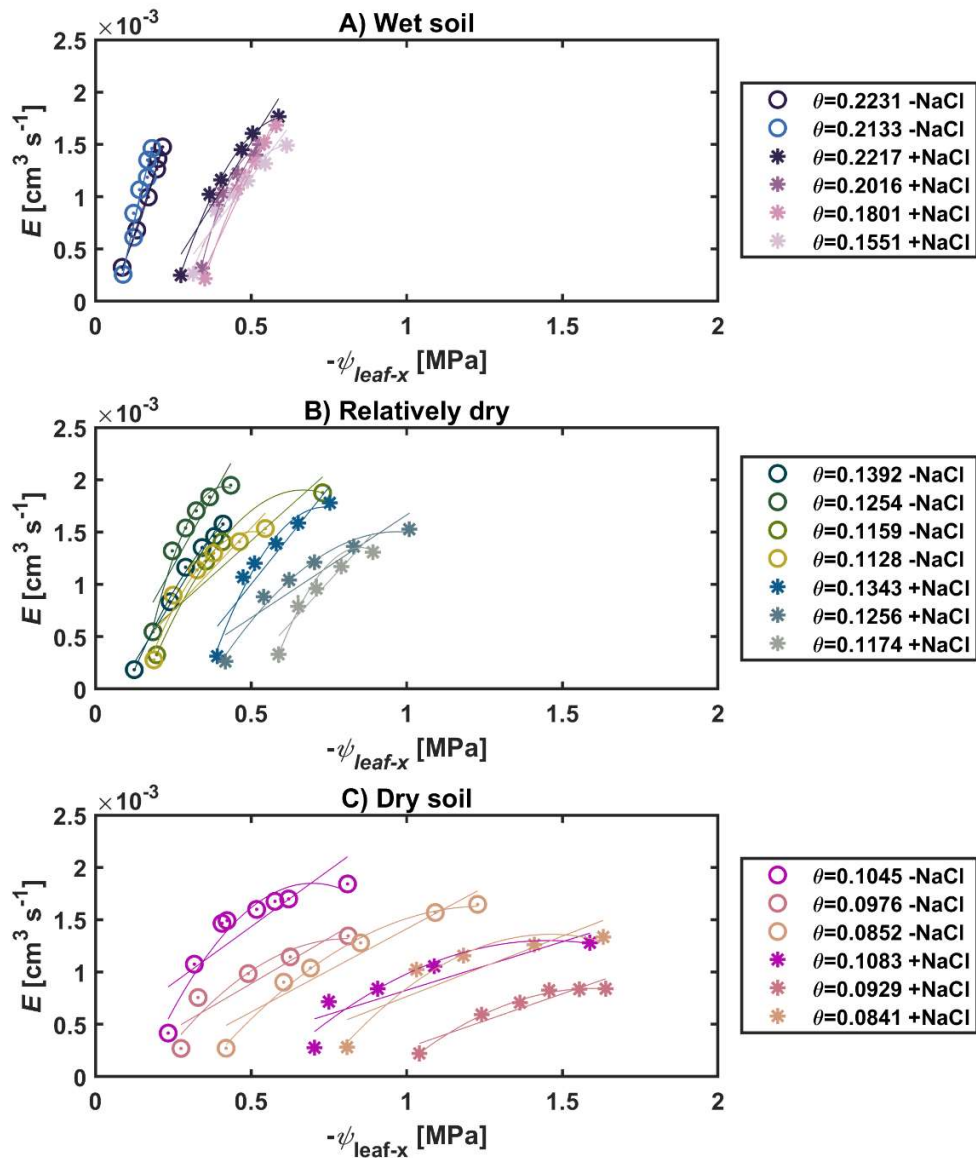 A) Wet soil
×10⁻³
2.5
2
1.5
1
0.5
0
E [cm³ s⁻¹]
0 0.5 1 1.5 2
-ψleaf-x [MPa]
θ=0.2231 -NaCl
θ=0.2133 -NaCl
θ=0.2217 +NaCl
θ=0.2016 +NaCl
θ=0.1801 +NaCl
θ=0.1551 +NaCl
B) Relatively dry
×10⁻³
2.5
2
1.5
1
0.5
0
E [cm³ s⁻¹]
0 0.5 1 1.5 2
-ψleaf-x [MPa]
θ=0.1392 -NaCl
θ=0.1254 -NaCl
θ=0.1159 -NaCl
θ=0.1128 -NaCl
θ=0.1343 +NaCl
θ=0.1256 +NaCl
θ=0.1174 +NaCl
C) Dry soil
×10⁻³
2.5
2
1.5
1
0.5
0
E [cm³ s⁻¹]
0 0.5 1 1.5 2
-ψleaf-x [MPa]
θ=0.1045 -NaCl
θ=0.0976 -NaCl
θ=0.0852 -NaCl
θ=0.1083 +NaCl
θ=0.0929 +NaCl
θ=0.0841 +NaCl